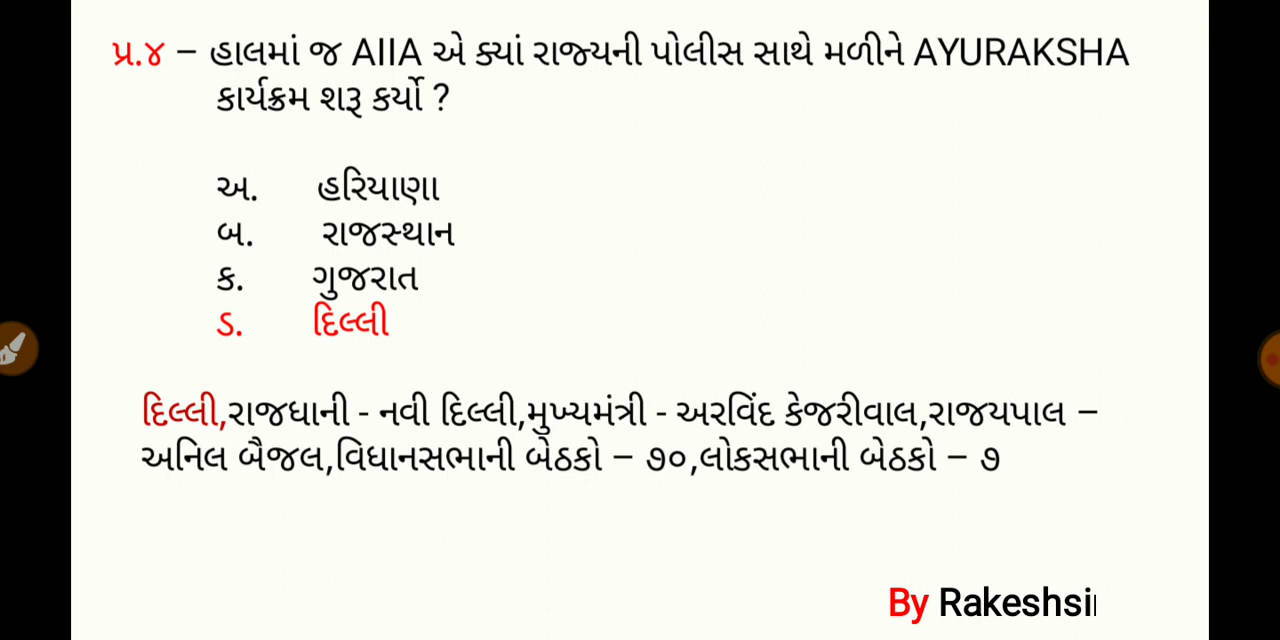 પ્ર.૪ – હાલમાં જ AIIA એ ક્યાં રાજ્યની પોલીસ સાથે મળીને AYURAKSHA
કાર્યક્રમ શરૂ કર્યો ?
અ. હરિયાણા
બ. રાજસ્થાન
ક. ગુજરાત
ડ. દિલ્લી
દિલ્લી,રાજધાની - નવી દિલ્લી,મુખ્યમંત્રી - અરવિંદ કેજરીવાલ,રાજયપાલ –
અનિલ બૈજલ,વિધાનસભાની બેઠકો – ૭૦,લોકસભાની બેઠકો – ૭
By